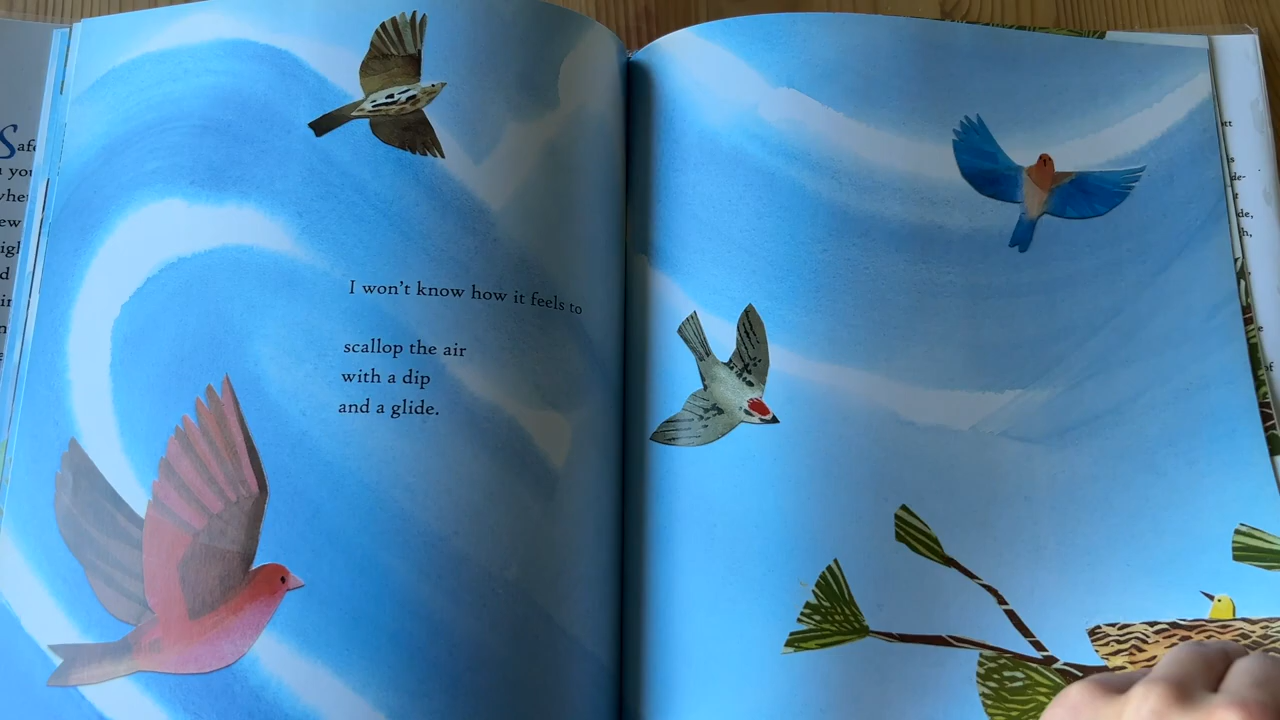 I won't know how it feels to
scallop the air
with a dip
and a glide.